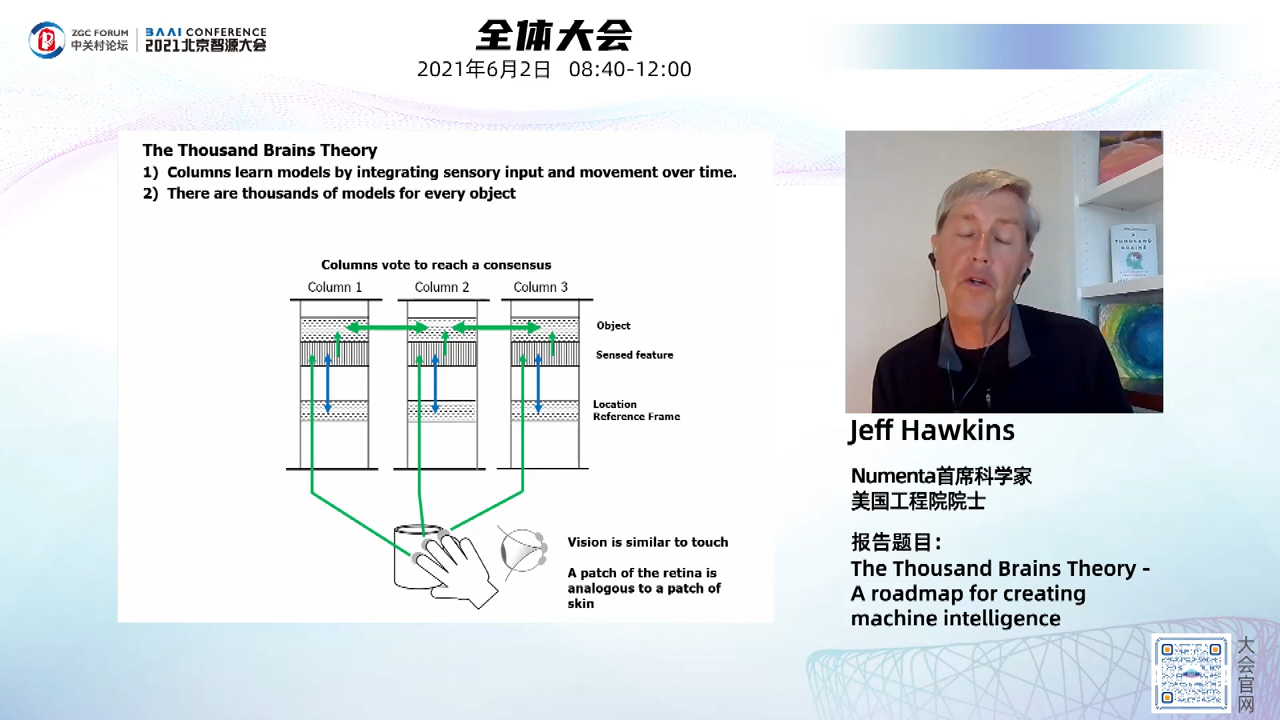 ZGC FORUM
中关村论坛
BAAI CONFERENCE
2021北京智源大会
全体大会
2021年6月2日 08:40-12:00
The Thousand Brains Theory
1) Columns learn models by integrating sensory input and movement over time.
2) There are thousands of models for every object
Columns vote to reach a consensus
Column 1
Column 2
Column 3
Object
Sensed feature
Location
Reference Frame
Vision is similar to touch
A patch of the retina is
analogous to a patch of
skin
A
THOUSAND
BRAINS
Jeff Hawkins
Numenta首席科学家
美国工程院院士
报告题目：
The Thousand Brains Theory -
A roadmap for creating
machine intelligence
大会官网